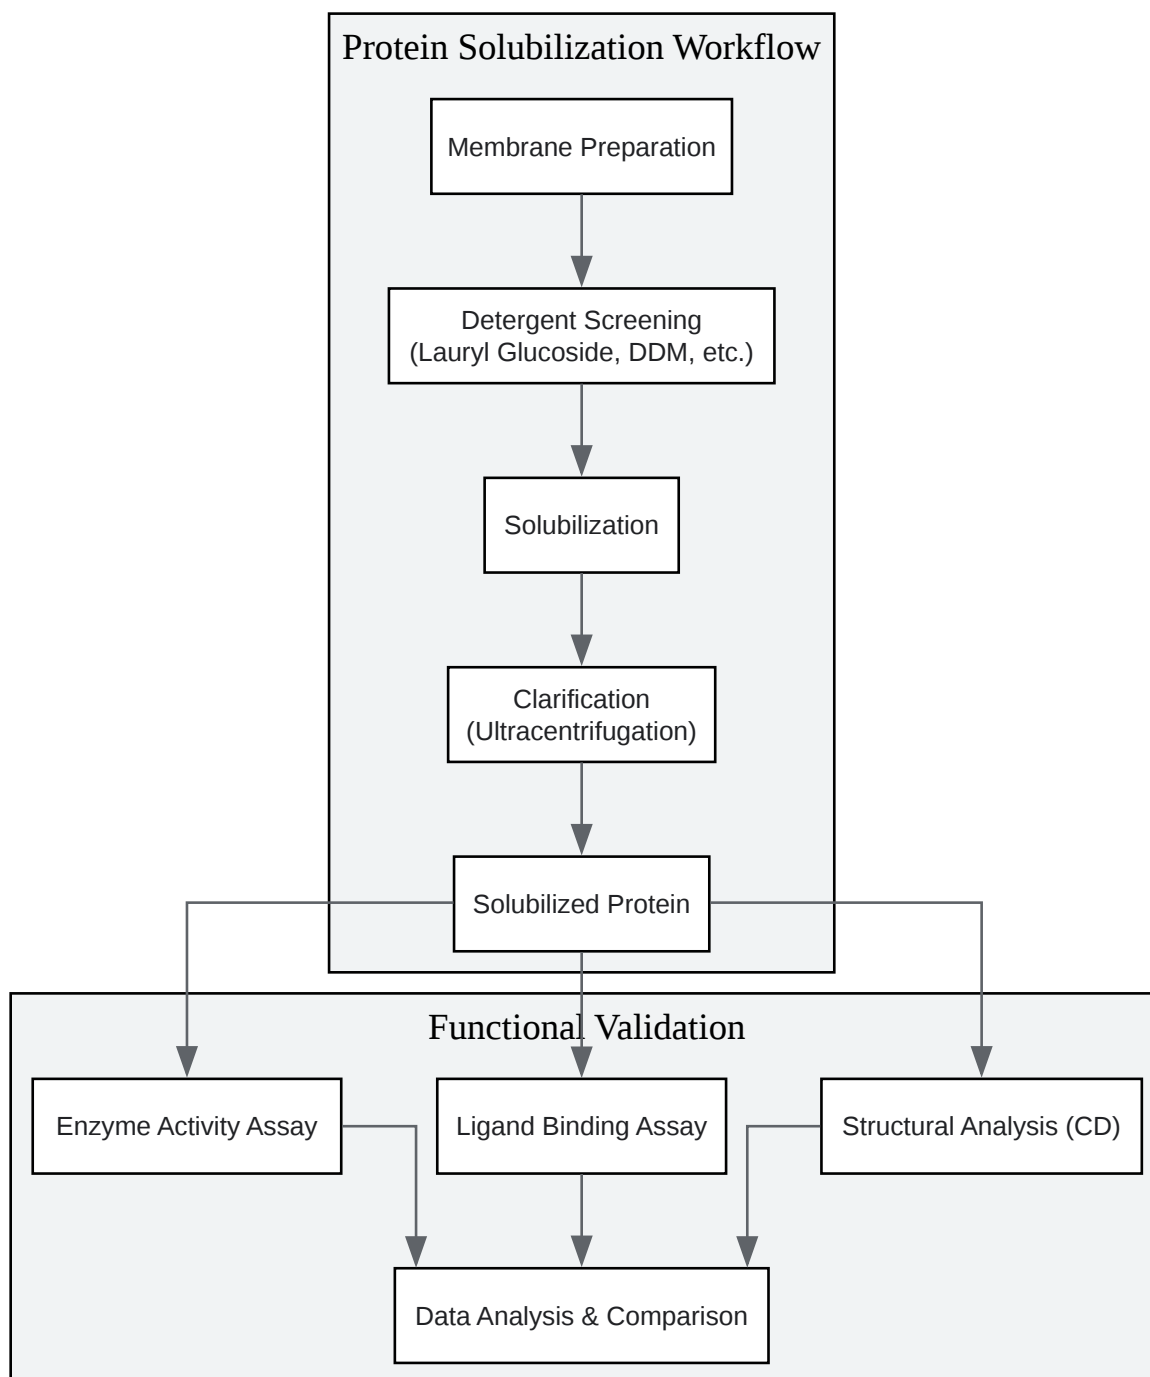 Protein Solubilization Workflow
Membrane Preparation
Detergent Screening
(Lauryl Glucoside, DDM, etc.)
Solubilization
Clarification
(Ultracentrifugation)
Solubilized Protein
Functional Validation
Enzyme Activity Assay
Ligand Binding Assay
Structural Analysis (CD)
Data Analysis & Comparison